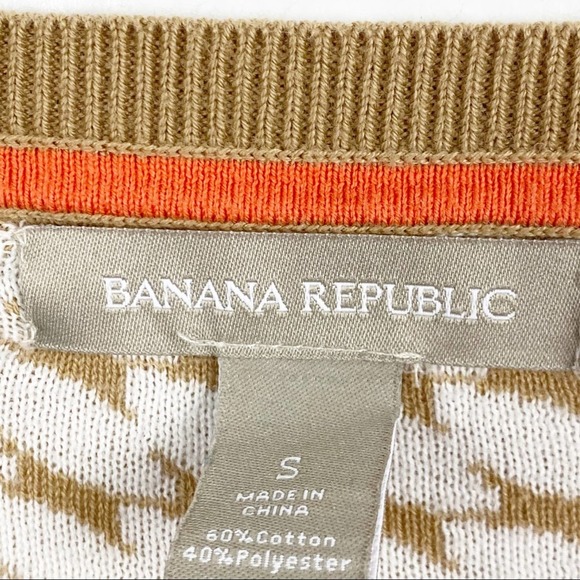 BANANA REPUBLIC
S
MADE IN
CHINA
60% Cotton
40% Polyester